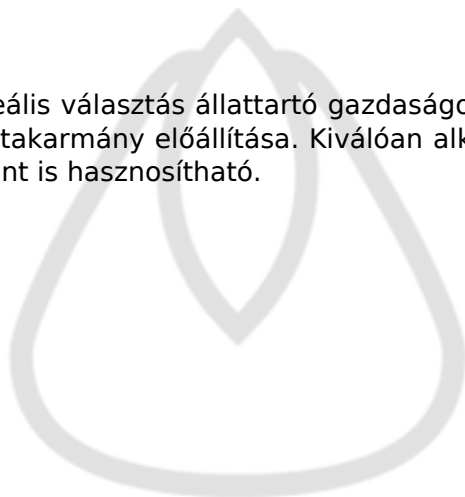 eális választás állattartó gazdaságo
takarmány előállítása. Kiválóan alk
nt is hasznosítható.